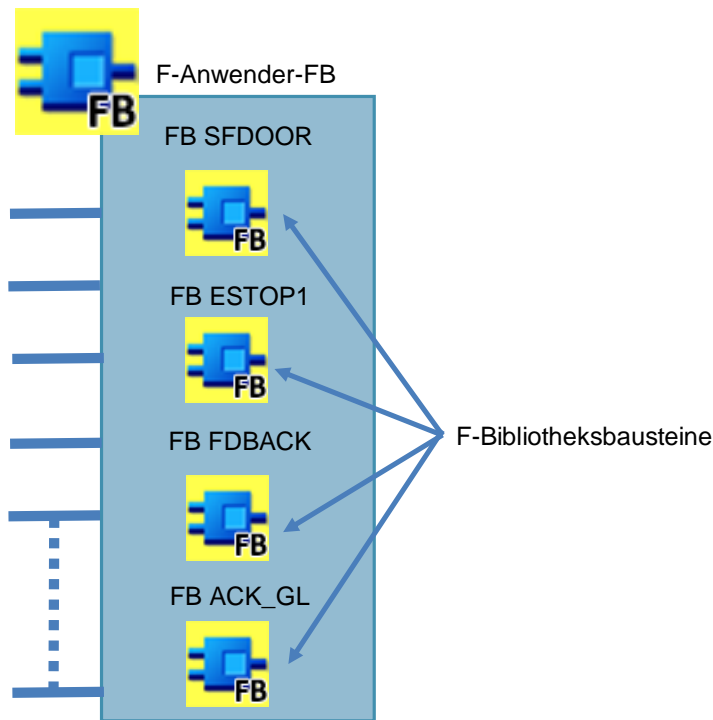 FB
F-Anwender-FB
FB SFDOOR
FB
FB ESTOP1
FB
FB FDBACK
F-Bibliotheksbausteine
FB
FB ACK_GL
FB